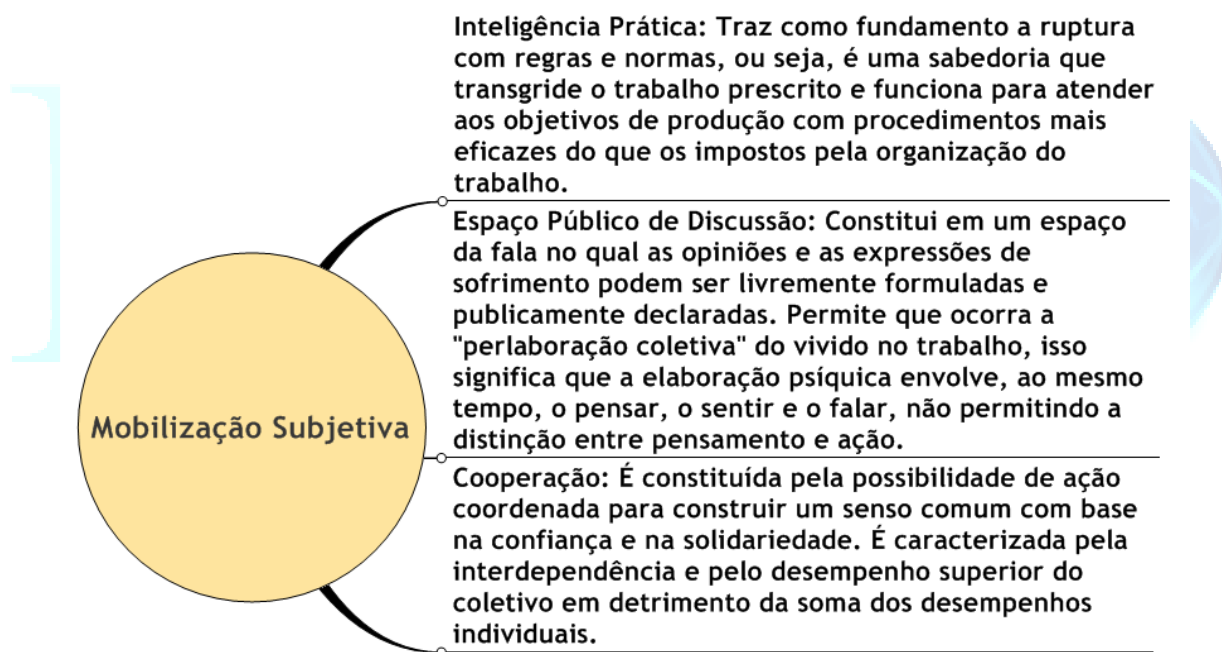 Inteligência Prática: Traz como fundamento a ruptura
com regras e normas, ou seja, é uma sabedoria que
transgride o trabalho prescrito e funciona para atender
aos objetivos de produção com procedimentos mais
eficazes do que os impostos pela organização do
trabalho.
Espaço Público de Discussão: Constitui em um espaço
da fala no qual as opiniões e as expressões de
sofrimento podem ser livremente formuladas e
publicamente declaradas. Permite que ocorra a
"perlaboração coletiva" do vivido no trabalho, isso
significa que a elaboração psíquica envolve, ao mesmo
tempo, o pensar, o sentir e o falar, não permitindo a
distinção entre pensamento e ação.
Mobilização Subjetiva
Cooperação: É constituída pela possibilidade de ação
coordenada para construir um senso comum com base
na confiança e na solidariedade. É caracterizada pela
interdependência e pelo desempenho superior do
coletivo em detrimento da soma dos desempenhos
individuais.